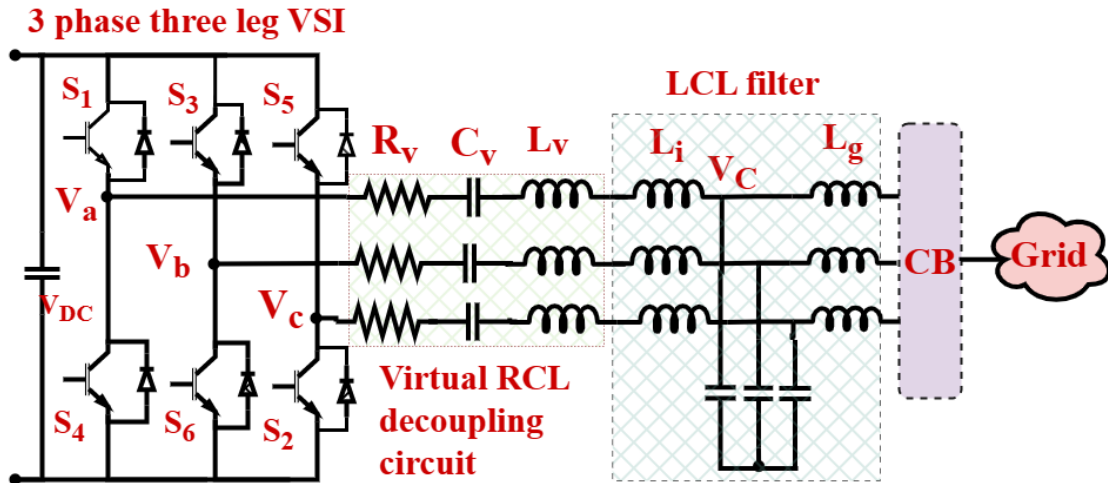 3 phase three leg VSI
S1
S3
S5
LCL filter
Rv
Cv
Lv
Li
VC
Lg
Va
Vb
Vc
VDC
CB
Grid
Virtual RCL
decoupling
circuit
S4
S6
S2